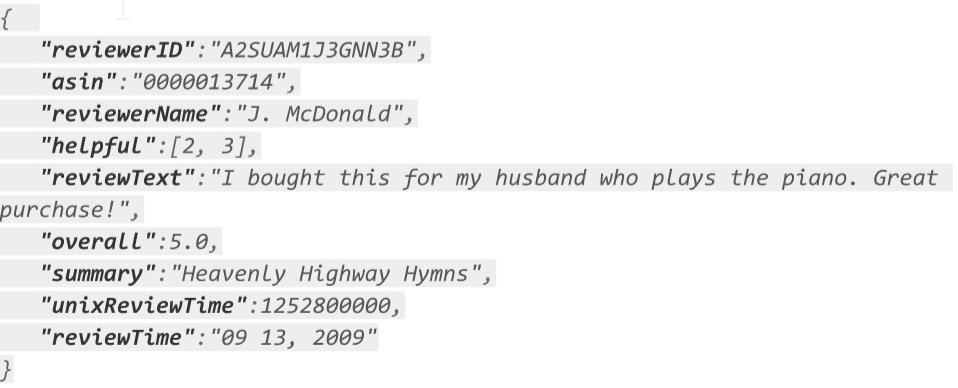 {
"reviewerID":"A2SUAM1J3GNN3B",
"asin":"0000013714",
"reviewerName":"J. McDonald",
"helpful":[2, 3],
"reviewText":"I bought this for my husband who plays the piano. Great
purchase!",
"overall":5.0,
"summary":"Heavenly Highway Hymns",
"unixReviewTime":1252800000,
"reviewTime":"09 13, 2009"
}